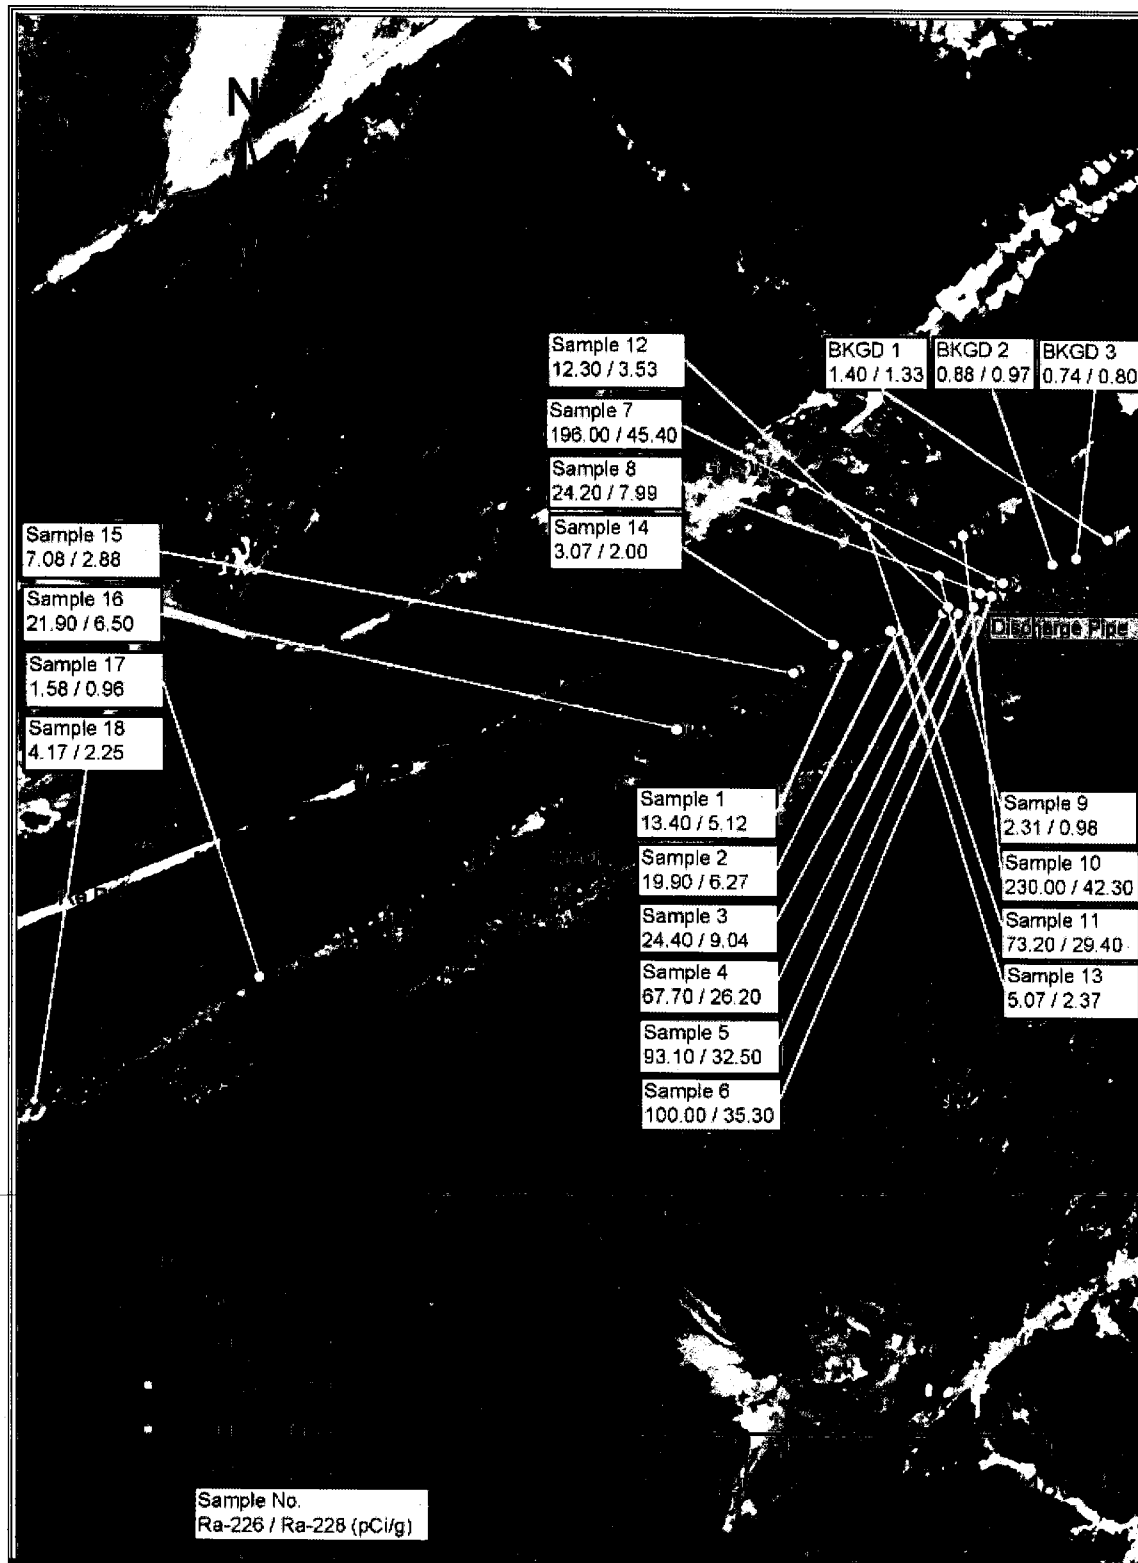 N
Sample 12
12.30 / 3.53
BKGD 1
1.40 / 1.33
BKGD 2
0.88 / 0.97
BKGD 3
0.74 / 0.80
Sample 7
196.00 / 45.40
Sample 8
24.20 / 7.99
Sample 14
3.07 / 2.00
Sample 15
7.08 / 2.88
Sample 16
21.90 / 6.50
Sample 17
1.58 / 0.96
Sample 18
4.17 / 2.25
Discharge Pipe
Sample 1
13.40 / 5.12
Sample 2
19.90 / 6.27
Sample 3
24.40 / 9.04
Sample 4
67.70 / 26.20
Sample 5
93.10 / 32.50
Sample 6
100.00 / 35.30
Sample 9
2.31 / 0.98
Sample 10
230.00 / 42.30
Sample 11
73.20 / 29.40
Sample 13
5.07 / 2.37
Sample No.
Ra-226 / Ra-228 (pCi/g)